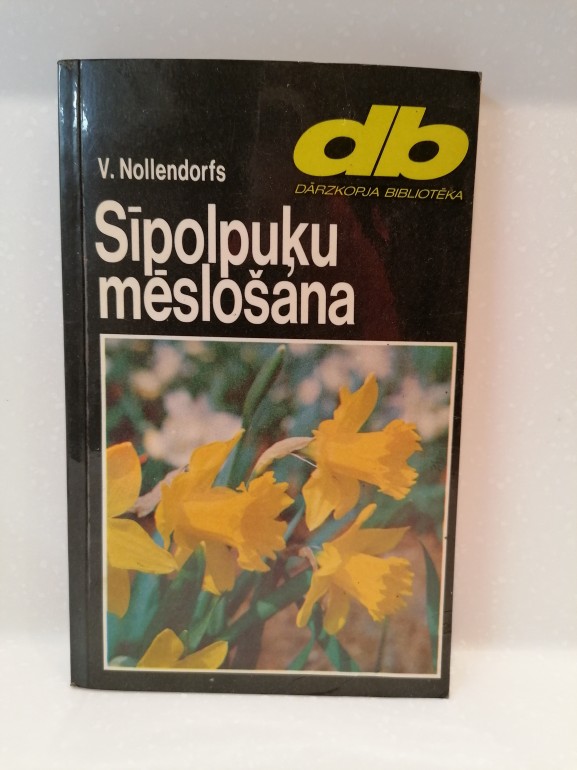 db
DĀRZKOPJA BIBLIOTĒKA
V. Nollendorfs
Sīpolpuķu
mēslošana